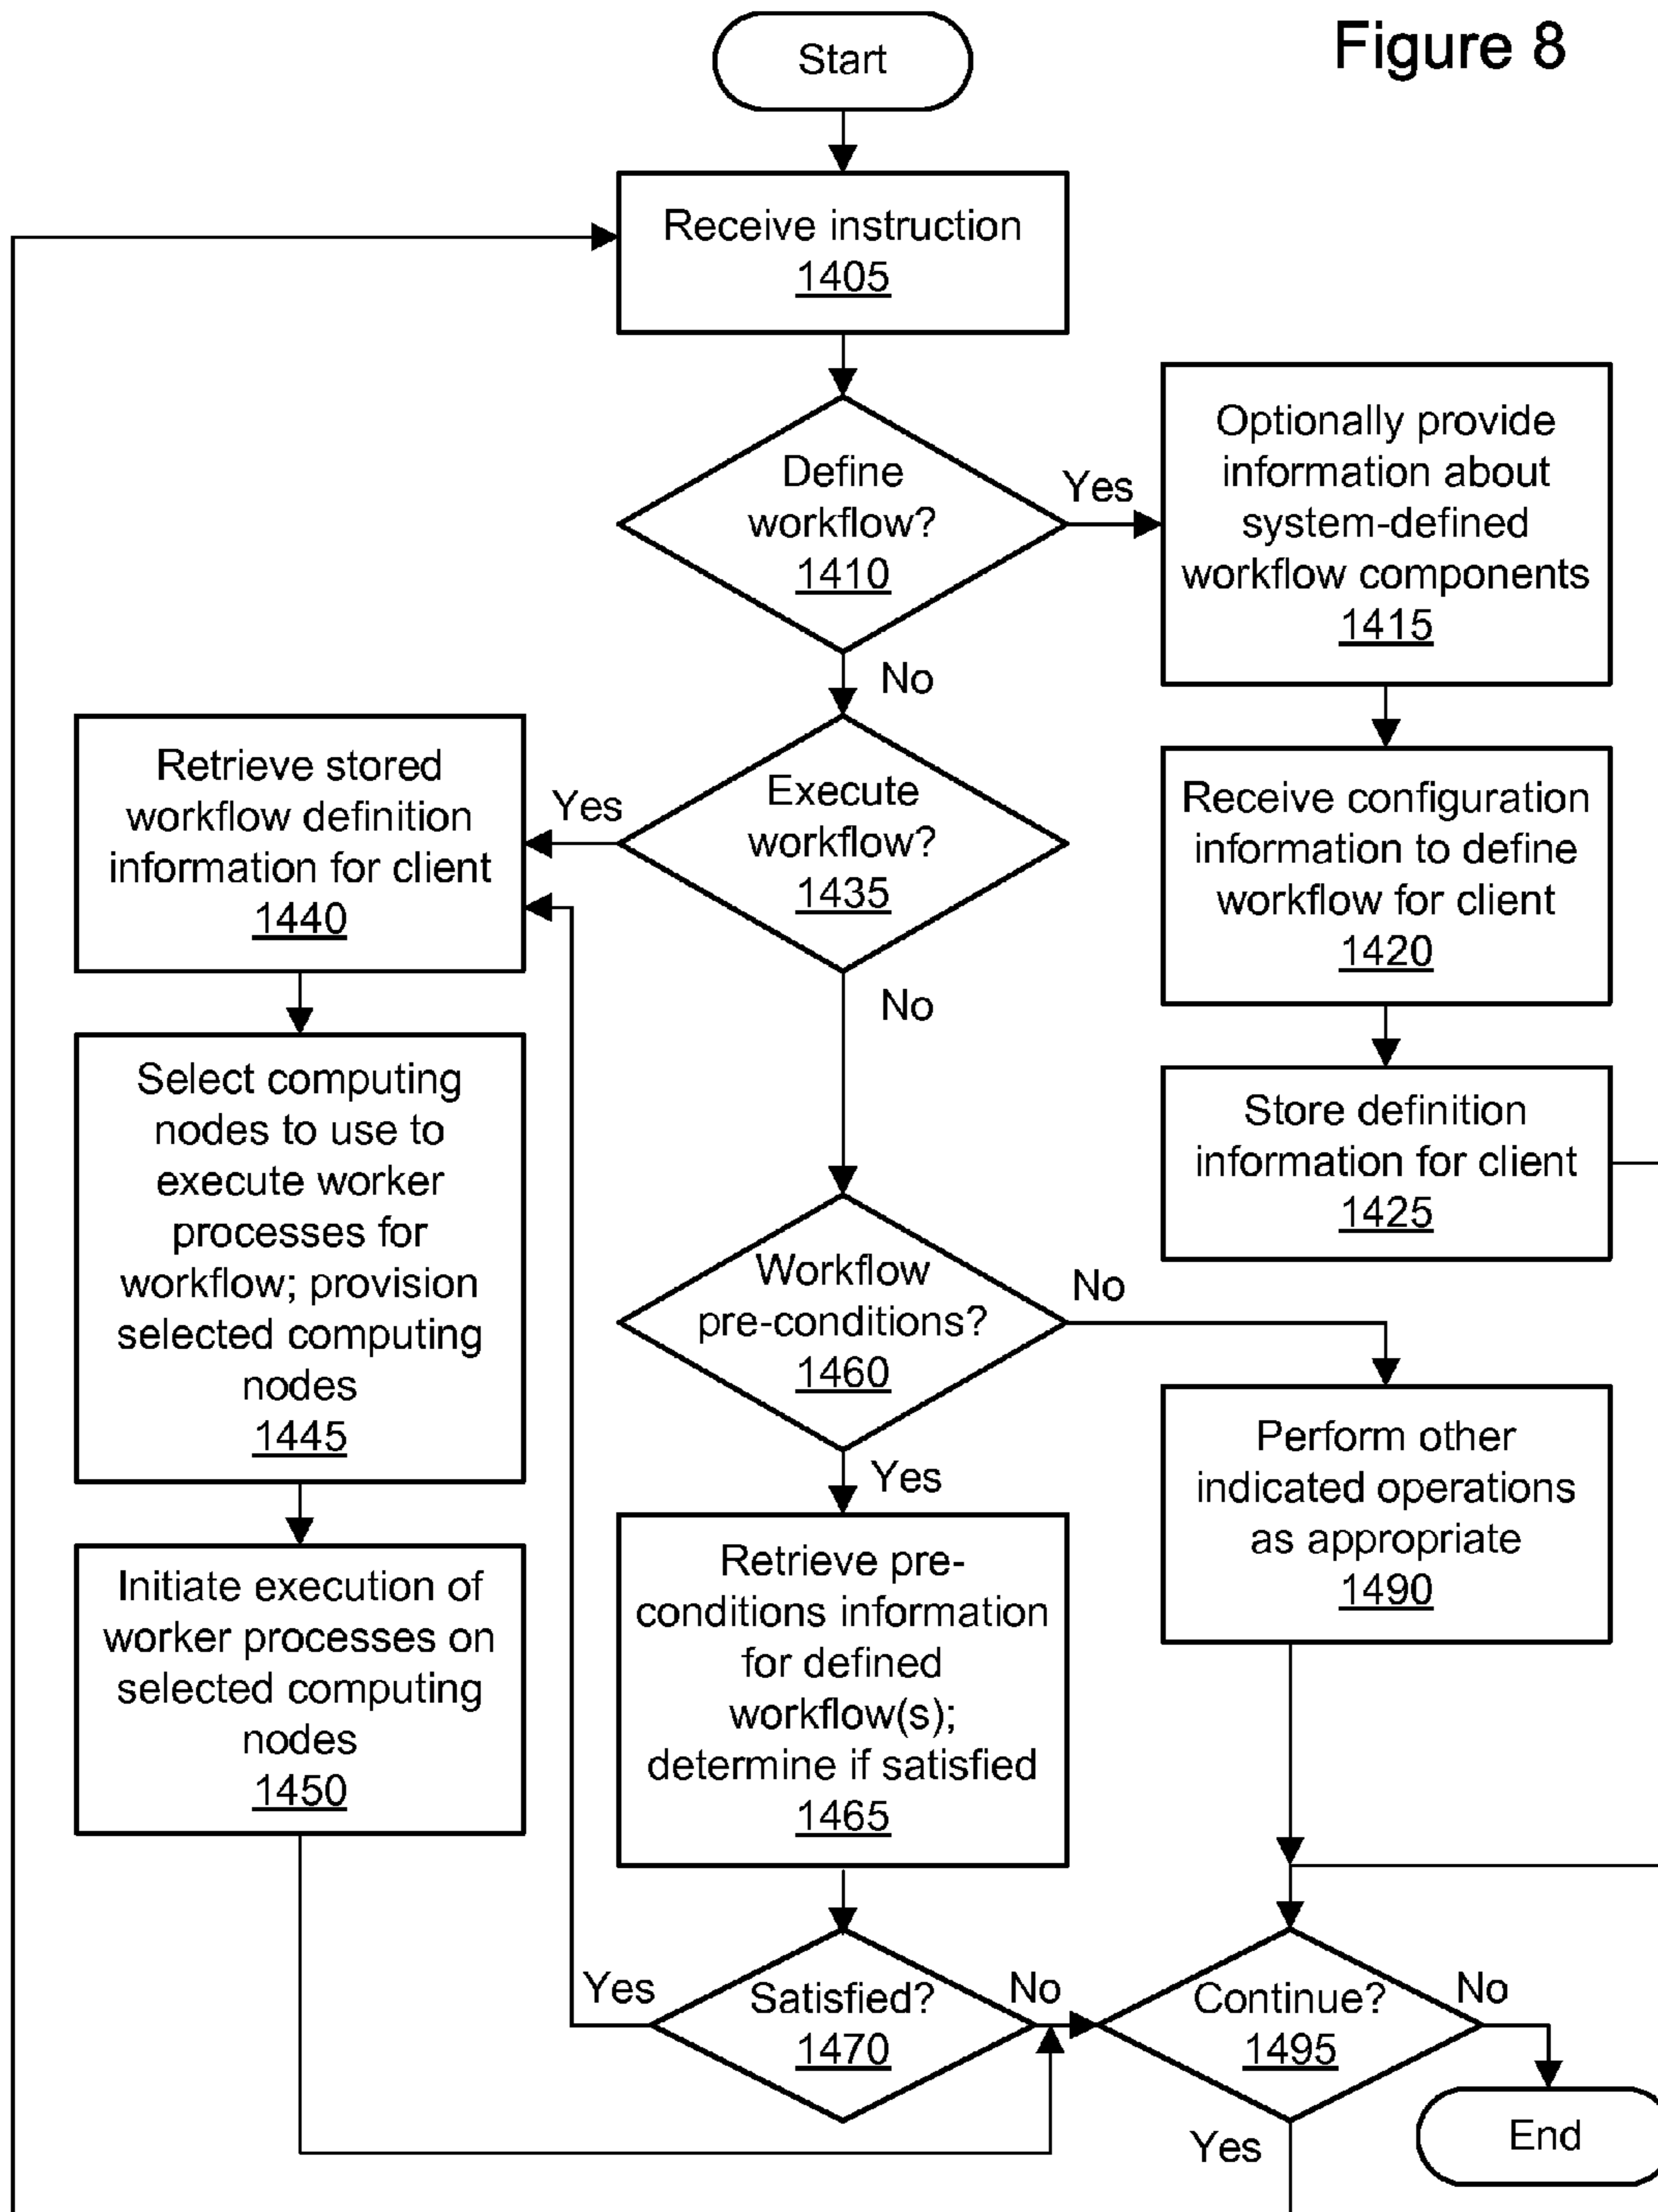 Figure 8
Start
Receive instruction
1405
Define
workflow?
1410
Yes
No
Optionally provide
information about
system-defined
workflow components
1415
Receive configuration
information to define
workflow for client
1420
Store definition
information for client
1425
Execute
workflow?
1435
Yes
No
Retrieve stored
workflow definition
information for client
1440
Select computing
nodes to use to
execute worker
processes for
workflow; provision
selected computing
nodes
1445
Initiate execution of
worker processes on
selected computing
nodes
1450
Workflow
pre-conditions?
1460
No
Yes
Perform other
indicated operations
as appropriate
1490
Retrieve pre-
conditions information
for defined
workflow(s);
determine if satisfied
1465
Satisfied?
1470
Yes
No
Continue?
1495
No
Yes
End